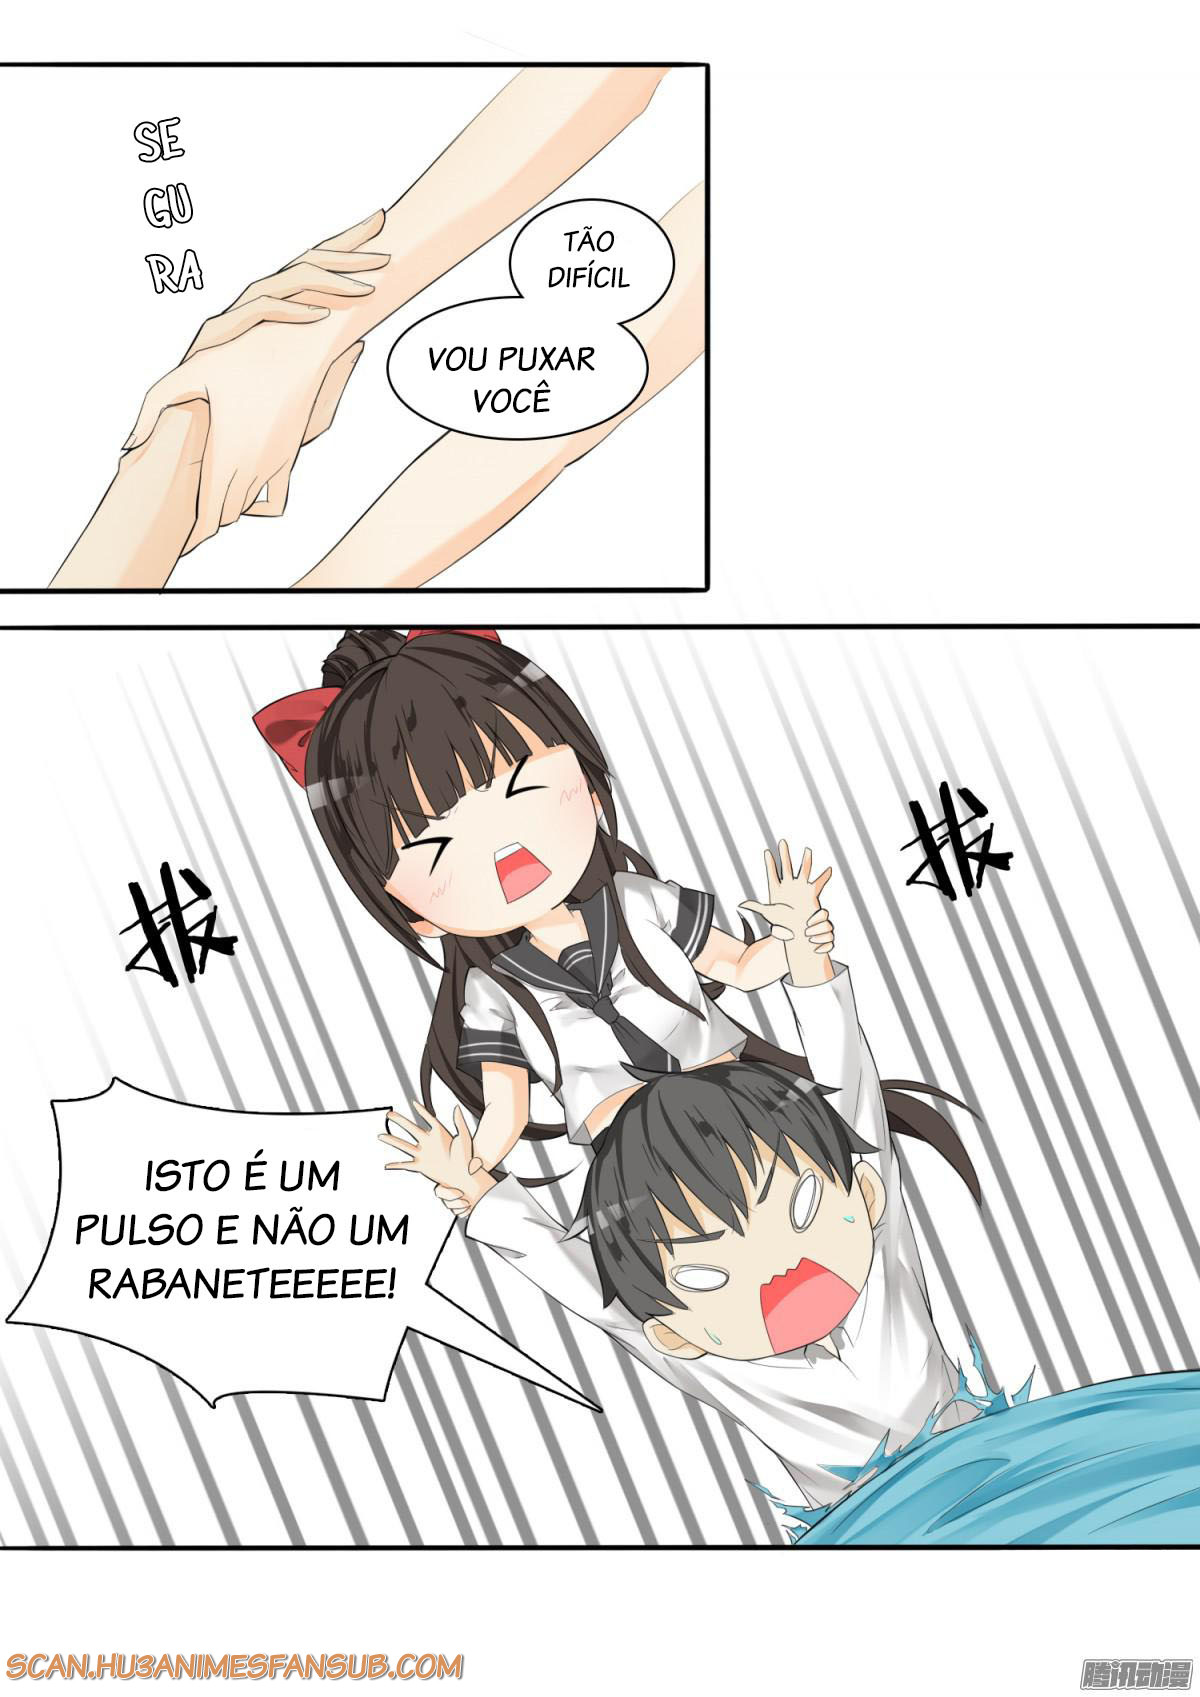 SE
GU
RA
TÃO
DIFÍCIL
VOU PUXAR
VOCÊ
拔
拔
ISTO É UM
PULSO E NÃO UM
RABANETEEEEE!
SCAN.HU3ANIMESFANSUB.COM
腾讯动漫